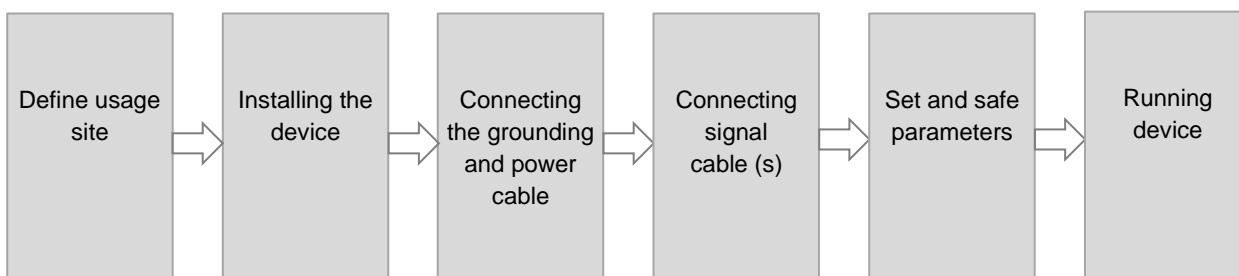 Define usage
site
Installing the
device
Connecting
the grounding
and power
cable
Connecting
signal
cable (s)
Set and safe
parameters
Running
device